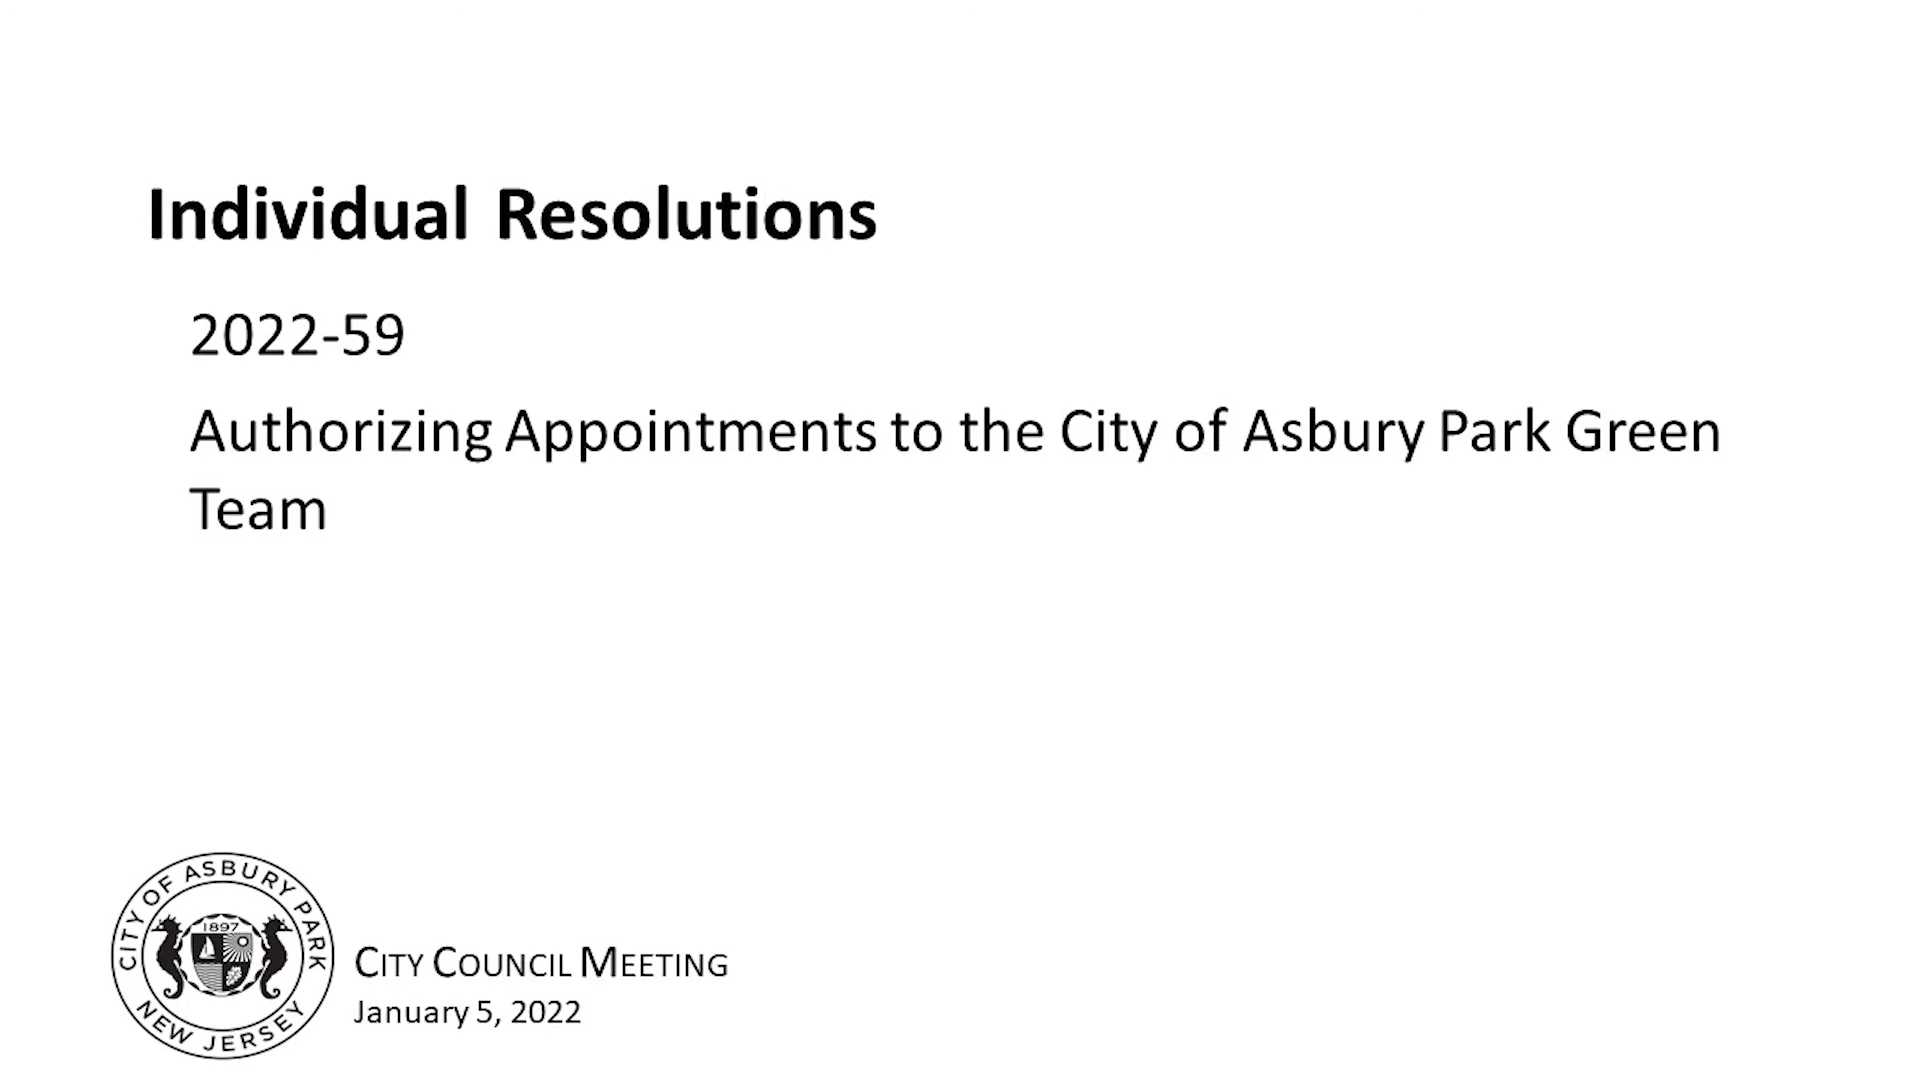 Individual Resolutions
2022-59
Authorizing Appointments to the City of Asbury Park Green
Team
CITY OF ASBURY PARK
1897
NEW JERSEY
CITY COUNCIL MEETING
January 5, 2022